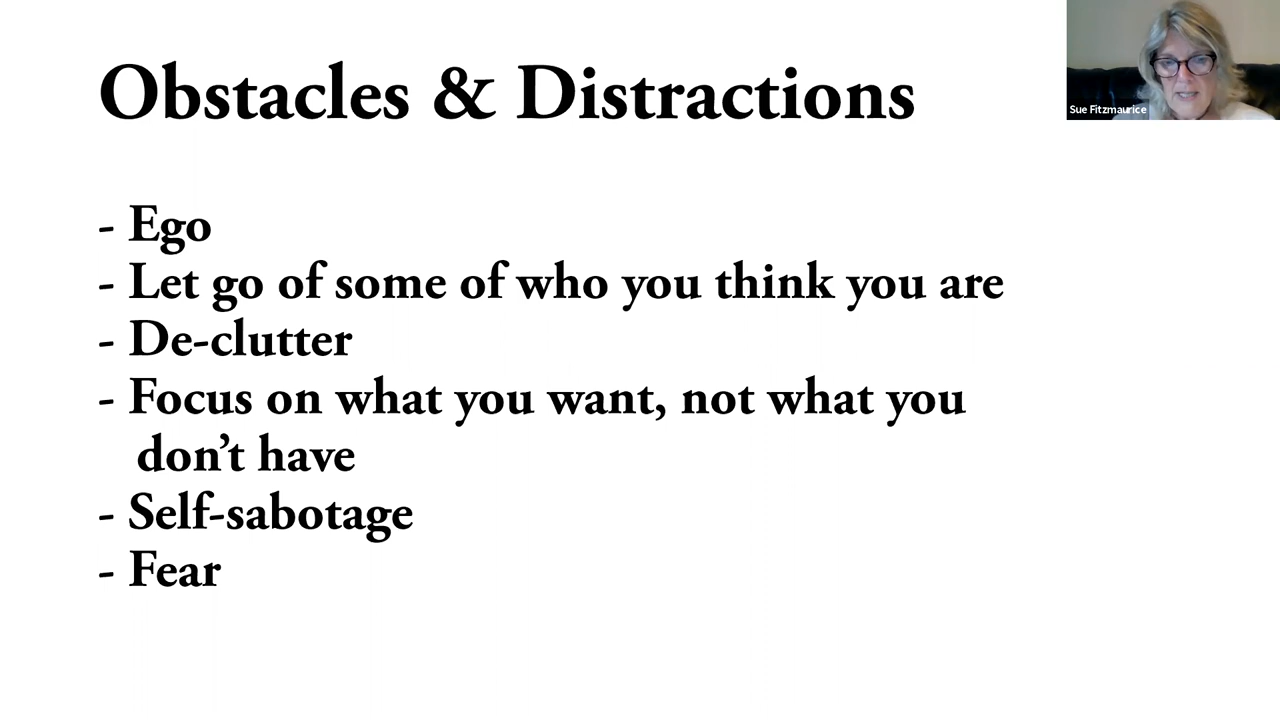 Obstacles & Distractions
Sue Fitzmaurice
- Ego
- Let go of some of who you think you are
- De-clutter
- Focus on what you want, not what you
don’t have
- Self-sabotage
- Fear